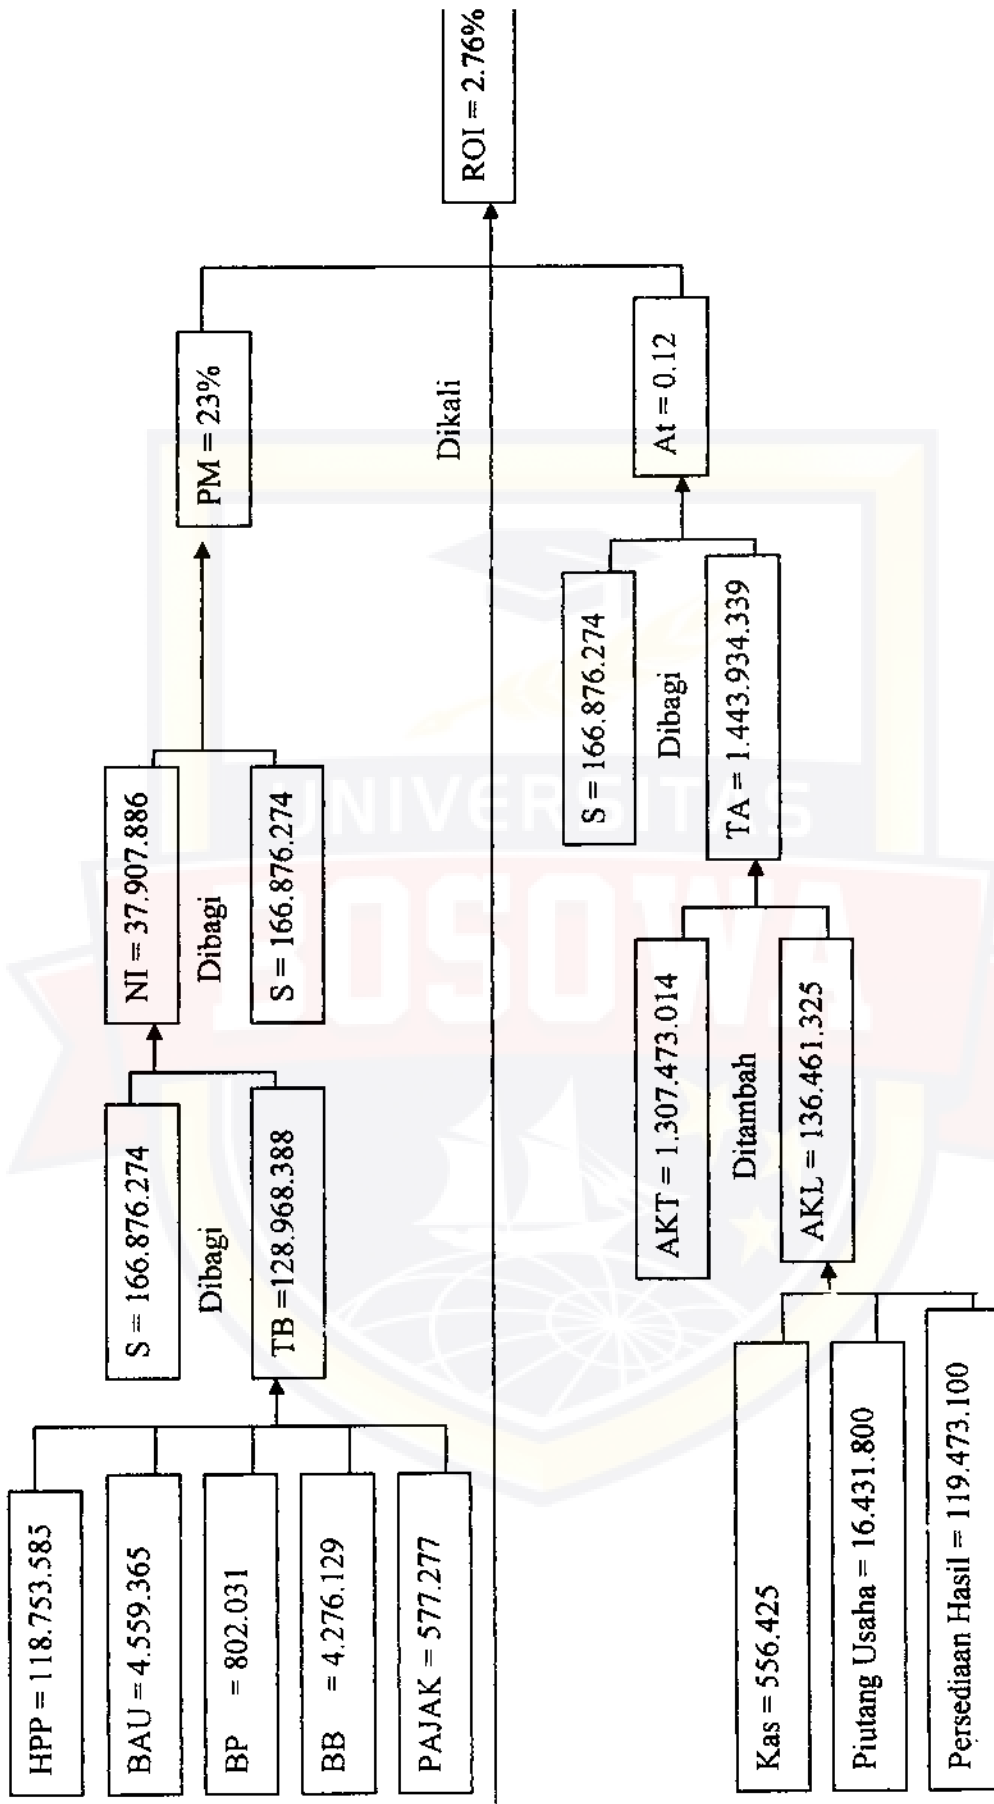 HPP = 118.753.585
BAU = 4.559.365
BP = 802.031
BB = 4.276.129
PAJAK = 577.277
S = 166.876.274
Dibagi
TB =128.968.388
NI = 37.907.886
Dibagi
S = 166.876.274
PM = 23%
Dikali
ROI = 2.76%
Kas = 556.425
Piutang Usaha = 16.431.800
Persediaan Hasil = 119.473.100
AKT = 1.307.473.014
Ditambah
AKL = 136.461.325
S = 166.876.274
Dibagi
TA = 1.443.934.339
At = 0.12
UNIVERSITAS
BOSOWA